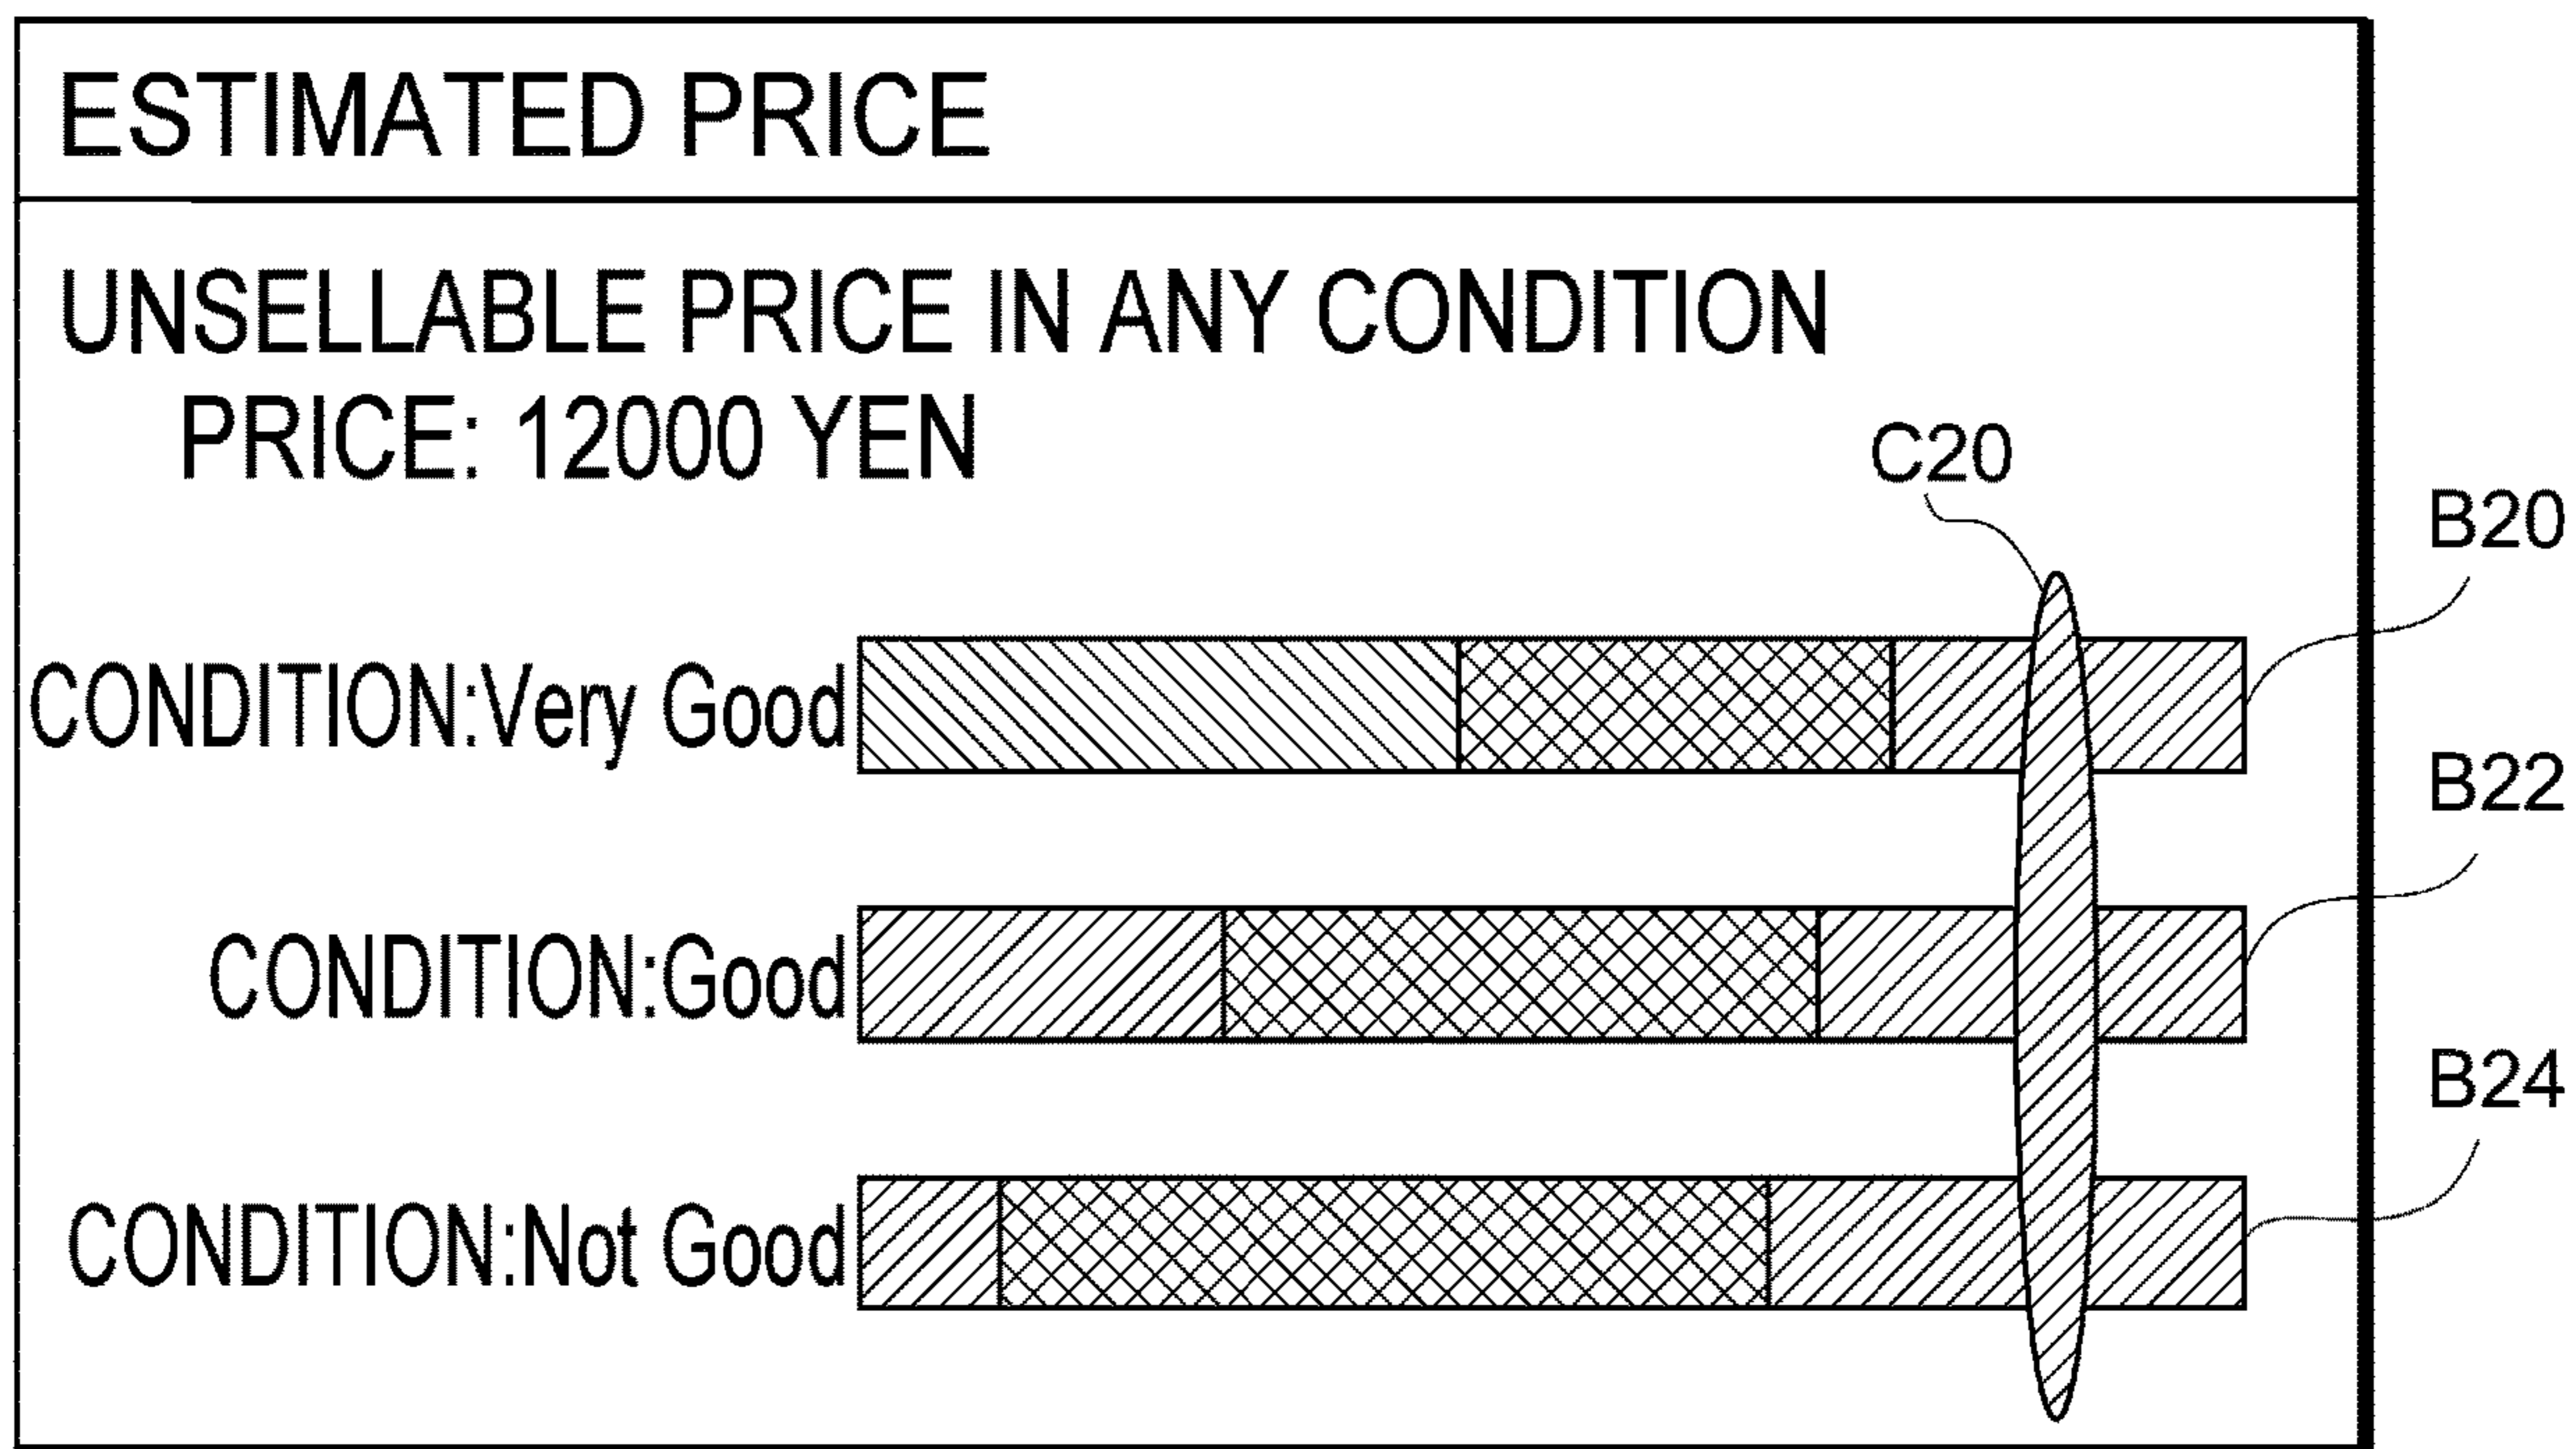 ESTIMATED PRICE
UNSELLABLE PRICE IN ANY CONDITION
PRICE: 12000 YEN
C20
B20
CONDITION:Very Good
B22
CONDITION:Good
B24
CONDITION:Not Good